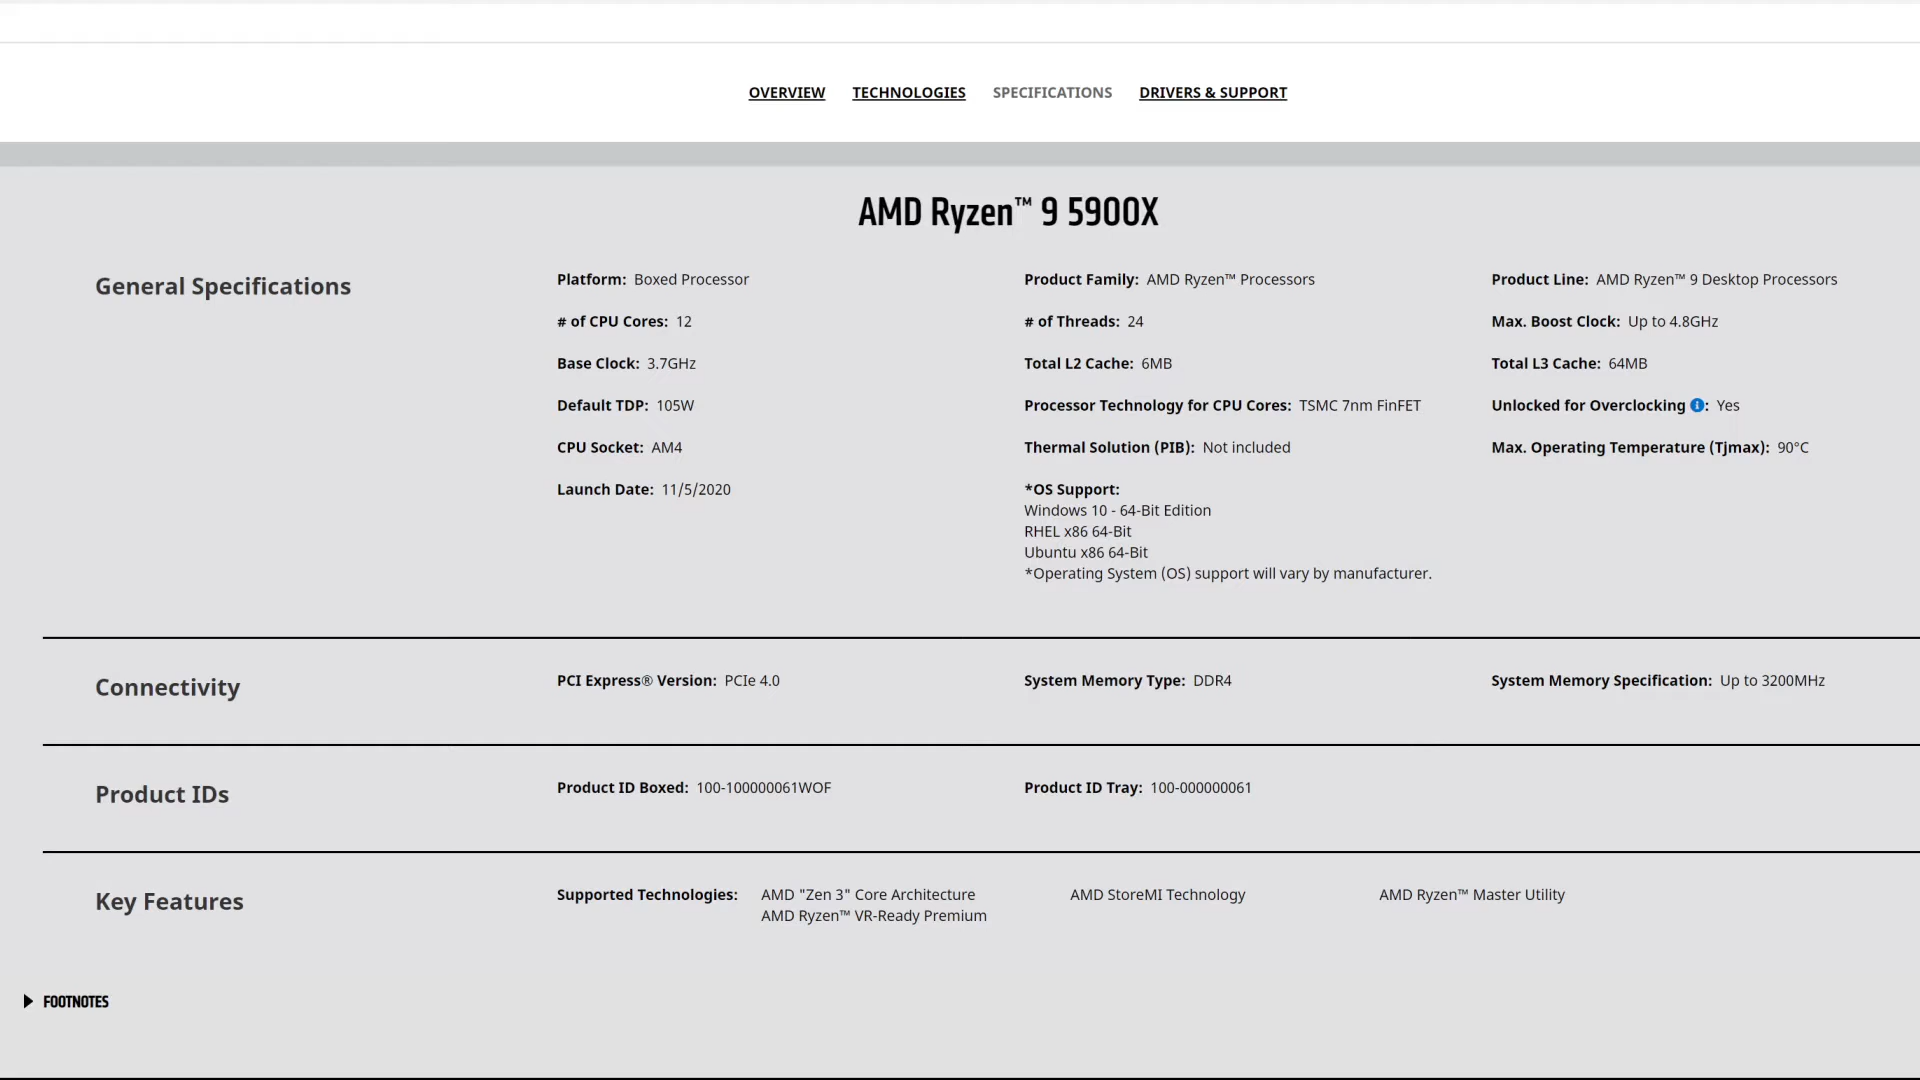 OVERVIEW TECHNOLOGIES SPECIFICATIONS DRIVERS & SUPPORT
AMD Ryzen™ 9 5900X
General Specifications
Platform: Boxed Processor
Product Family: AMD Ryzen™ Processors
Product Line: AMD Ryzen™ 9 Desktop Processors
# of CPU Cores: 12
# of Threads: 24
Max. Boost Clock: Up to 4.8GHz
Base Clock: 3.7GHz
Total L2 Cache: 6MB
Total L3 Cache: 64MB
Default TDP: 105W
Processor Technology for CPU Cores: TSMC 7nm FinFET
Unlocked for Overclocking i: Yes
CPU Socket: AM4
Thermal Solution (PIB): Not included
Max. Operating Temperature (Tjmax): 90°C
Launch Date: 11/5/2020
*OS Support:
Windows 10 - 64-Bit Edition
RHEL x86 64-Bit
Ubuntu x86 64-Bit
*Operating System (OS) support will vary by manufacturer.
Connectivity
PCI Express® Version: PCIe 4.0
System Memory Type: DDR4
System Memory Specification: Up to 3200MHz
Product IDs
Product ID Boxed: 100-100000061WOF
Product ID Tray: 100-000000061
Key Features
Supported Technologies:
AMD "Zen 3" Core Architecture
AMD StoreMI Technology
AMD Ryzen™ Master Utility
AMD Ryzen™ VR-Ready Premium
FOOTNOTES